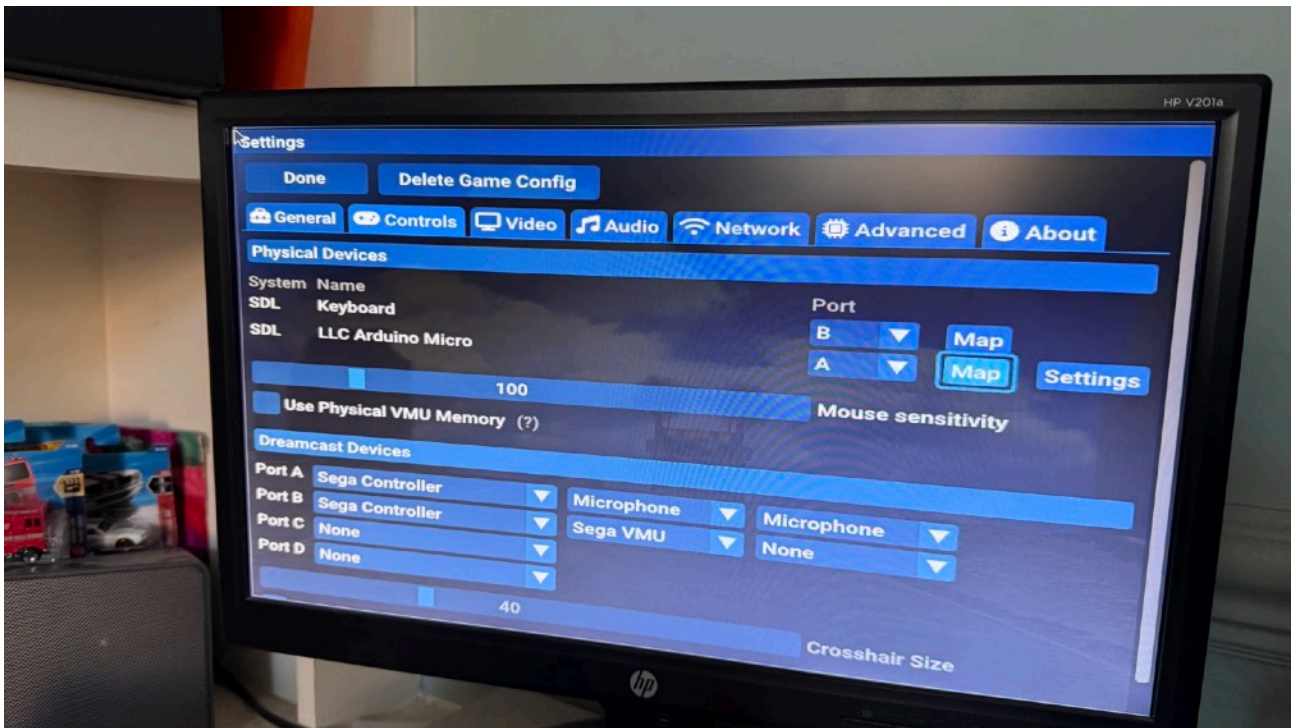 HP V201a
Settings
Done Delete Game Config
General Controls Video Audio Network Advanced About
Physical Devices
System Name Port
SDL Keyboard B Map
SDL LLC Arduino Micro A Map Settings
100 Mouse sensitivity
Use Physical VMU Memory (?)
Dreamcast Devices
Port A Sega Controller Microphone Microphone
Port B Sega Controller Sega VMU None
Port C None
Port D None
40 Crosshair Size
hp